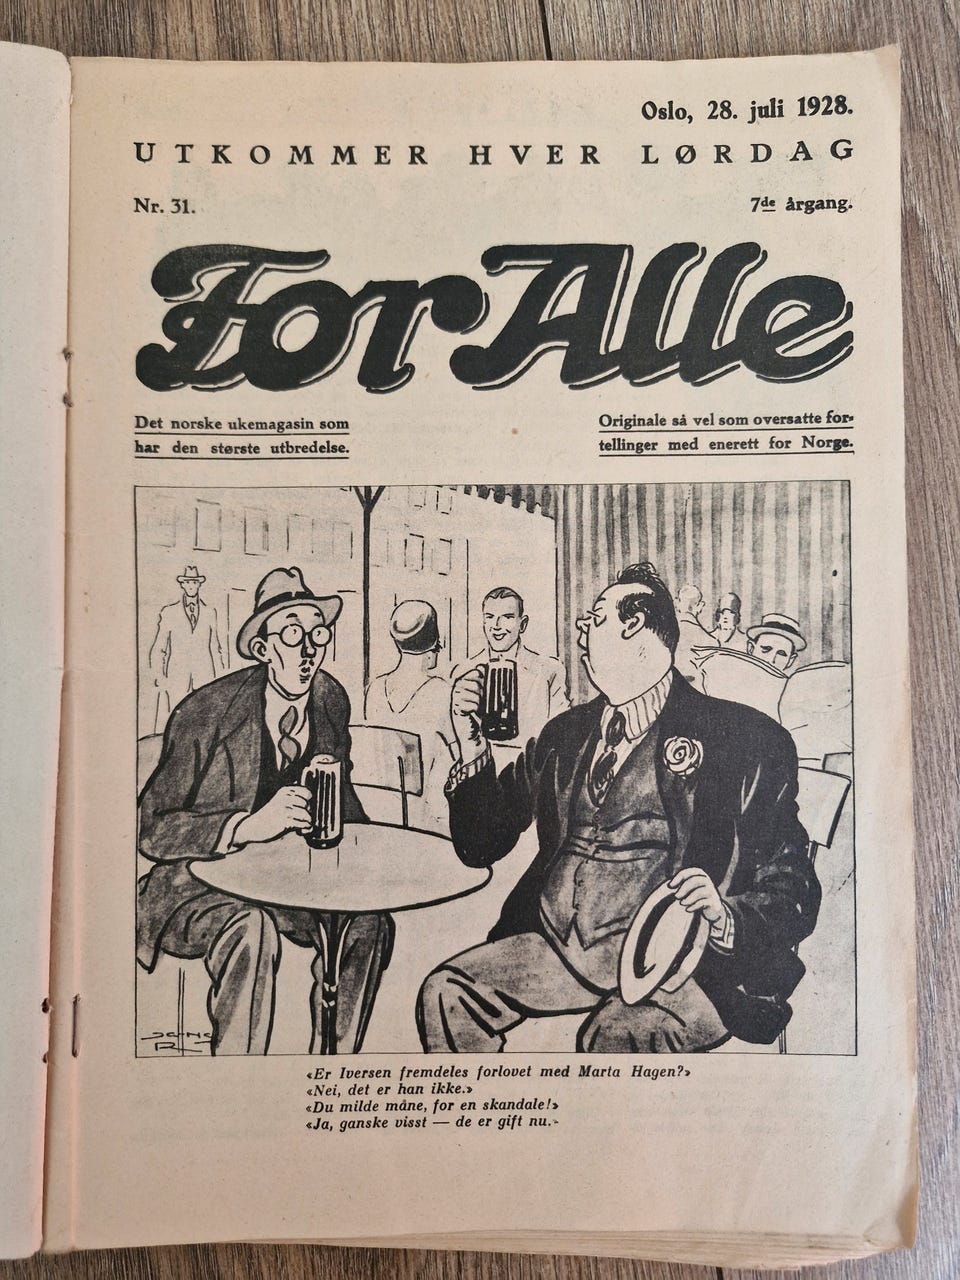 Oslo, 28. juli 1928.
UTKOMMER HVER LØRDAG
Nr. 31.
7de årgang.
For Alle
Det norske ukemagasin som
har den største utbredelse.
Originale så vel som oversatte for-
tellinger med enerett for Norge.
«Er Iversen fremdeles forlovet med Marta Hagen?»
«Nei, det er han ikke.»
«Du milde måne, for en skandale!»
«Ja, ganske visst — de er gift nu.»